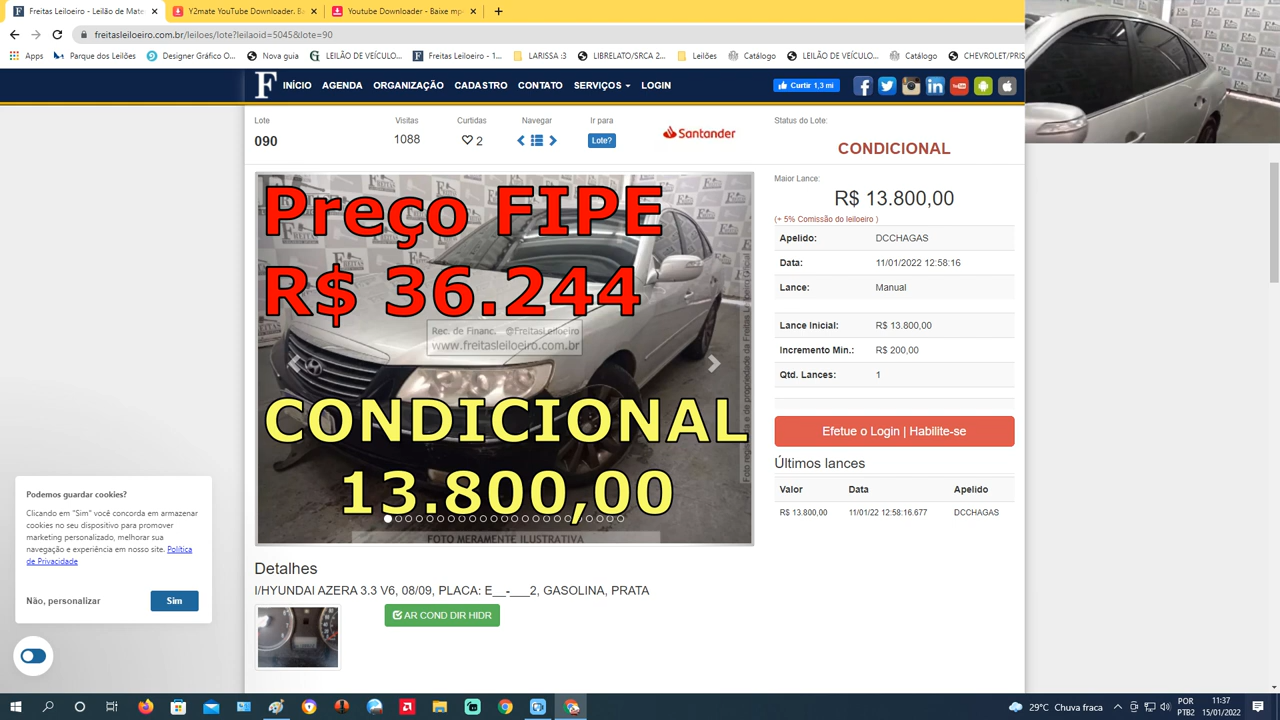 Freitas Leiloeiro - Leilão de Mate
Y2mate YouTube Downloader. Ba
Youtube Downloader - Baixe mp
freitasleiloeiro.com.br/leiloes/lote?leilaoid=5045&lote=90
Apps
Parque dos Leilões
Designer Gráfico O...
Nova guia
LEILÃO DE VEÍCULO...
Freitas Leiloeiro - 1...
LARISSA :3
LIBRELATO/SRCA 2...
Leilões
Catálogo
LEILÃO DE VEÍCULO...
Catálogo
CHEVROLET/PRIS
F INÍCIO AGENDA ORGANIZAÇÃO CADASTRO CONTATO SERVIÇOS LOGIN
Curtir 1,3 mi
Lote
090
Visitas
1088
Curtidas
2
Navegar
Ir para
Lote?
Santander
Status do Lote:
CONDICIONAL
Preço FIPE
R$ 36.244
Rec. de Financ. @FreitasLeiloeiro
www.freitasleiloeiro.com.br
CONDICIONAL
13.800,00
FOTO MERAMENTE ILUSTRATIVA
Maior Lance:
R$ 13.800,00
(+ 5% Comissão do leiloeiro )
Apelido: DCCHAGAS
Data: 11/01/2022 12:58:16
Lance: Manual
Lance Inicial: R$ 13.800,00
Incremento Min.: R$ 200,00
Qtd. Lances: 1
Efetue o Login | Habilite-se
Últimos lances
Valor Data Apelido
R$ 13.800,00 11/01/22 12:58:16.677 DCCHAGAS
Detalhes
I/HYUNDAI AZERA 3.3 V6, 08/09, PLACA: E__-___2, GASOLINA, PRATA
AR COND DIR HIDR
Podemos guardar cookies?
Clicando em "Sim" você concorda em armazenar
cookies no seu dispositivo para promover
marketing personalizado, melhorar sua
navegação e experiência em nosso site. Política
de Privacidade
Não, personalizar
Sim
29°C Chuva fraca
POR
PTB2
11:37
15/01/2022